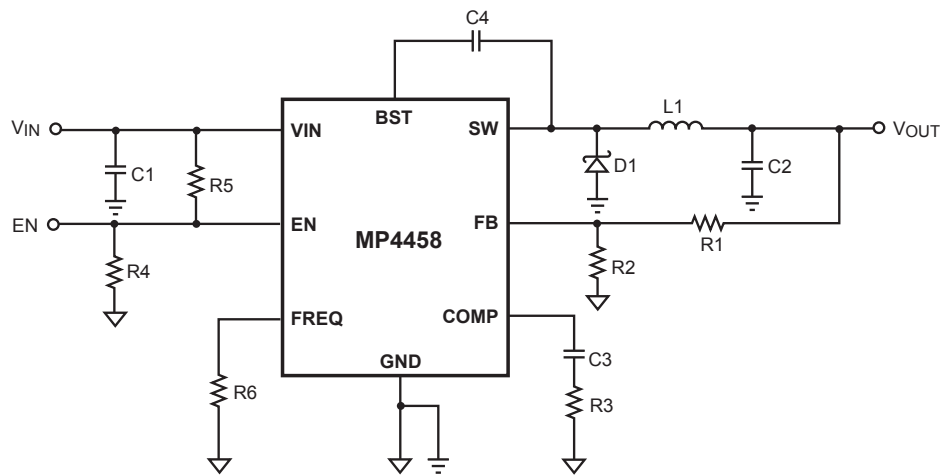 C4
L1
VIN
VIN
BST
SW
VOUT
C1
R5
D1
C2
EN
EN
MP4458
FB
R1
R4
R2
FREQ
COMP
GND
C3
R6
R3